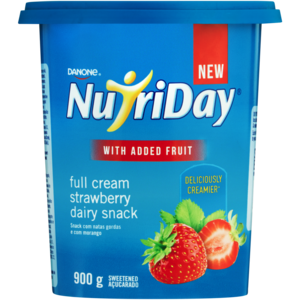 DANONE
NEW
NutriDay
WITH ADDED FRUIT
full cream
strawberry
dairy snack
Snack com natas gordas
e com morango
DELICIOUSLY
CREAMIER
900 g
SWEETENED
AÇUCARADO